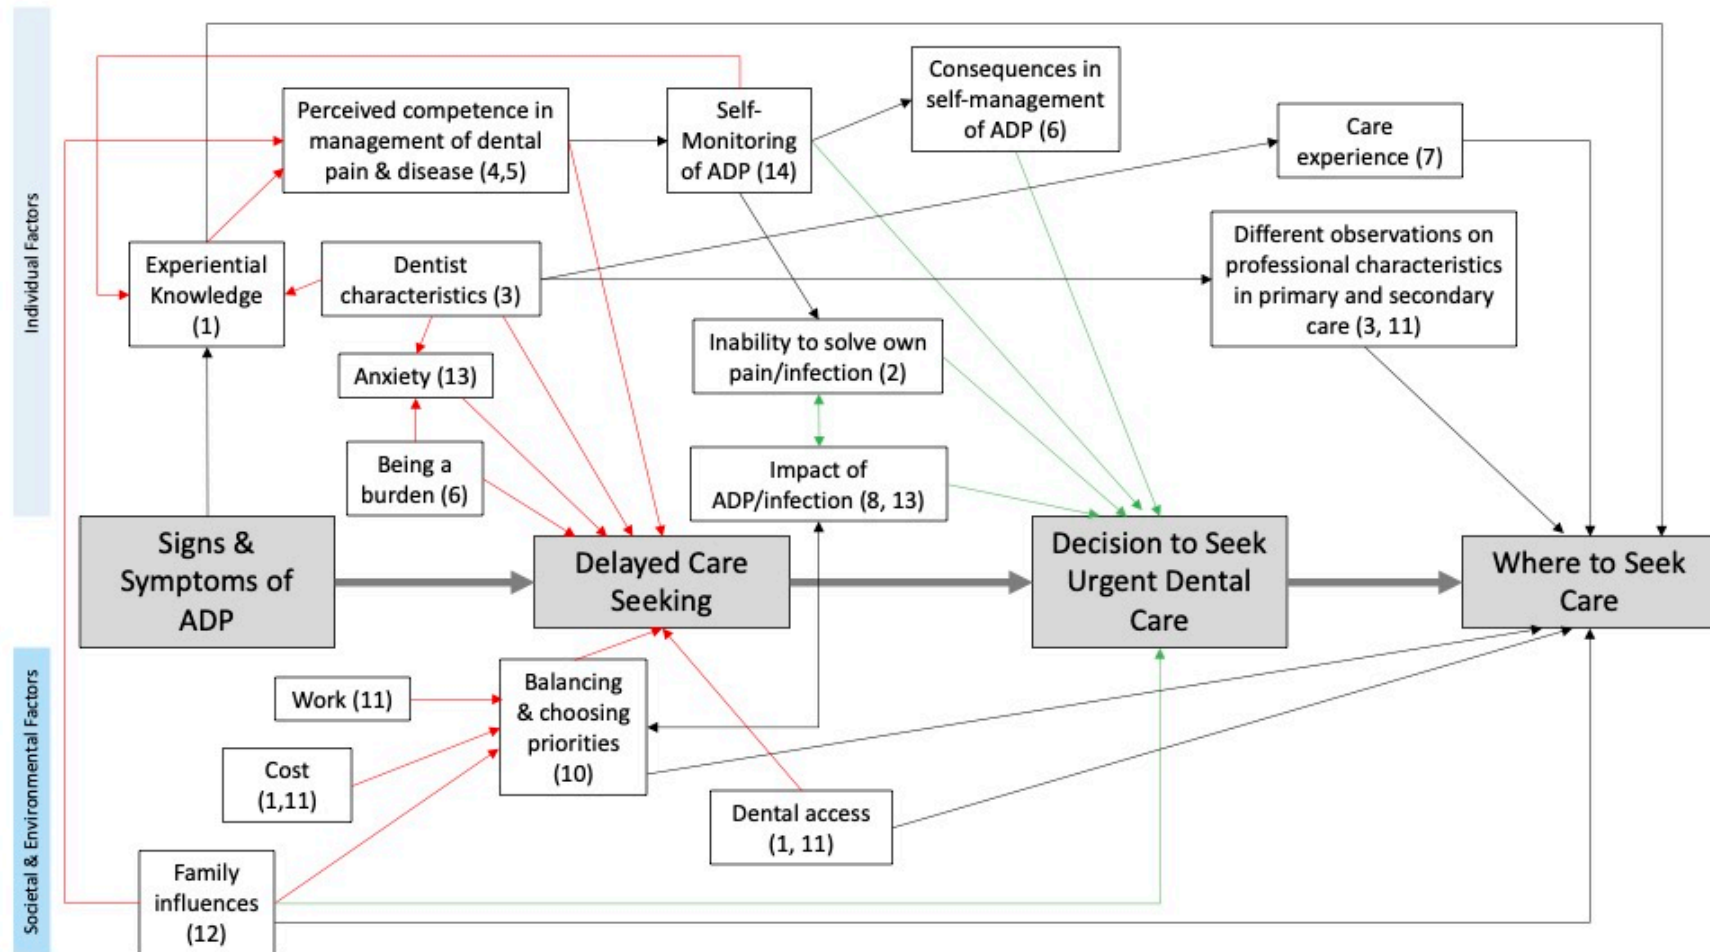 Individual Factors
Societal & Environmental Factors
Perceived competence in
management of dental
pain & disease (4,5)
Self-
Monitoring
of ADP (14)
Consequences in
self-management
of ADP (6)
Care
experience (7)
Experiential
Knowledge
(1)
Dentist
characteristics (3)
Different observations on
professional characteristics
in primary and secondary
care (3, 11)
Anxiety (13)
Inability to solve own
pain/infection (2)
Being a
burden (6)
Impact of
ADP/infection (8, 13)
Signs &
Symptoms of
ADP
Delayed Care
Seeking
Decision to Seek
Urgent Dental
Care
Where to Seek
Care
Work (11)
Balancing
& choosing
priorities
(10)
Cost
(1,11)
Dental access
(1, 11)
Family
influences
(12)